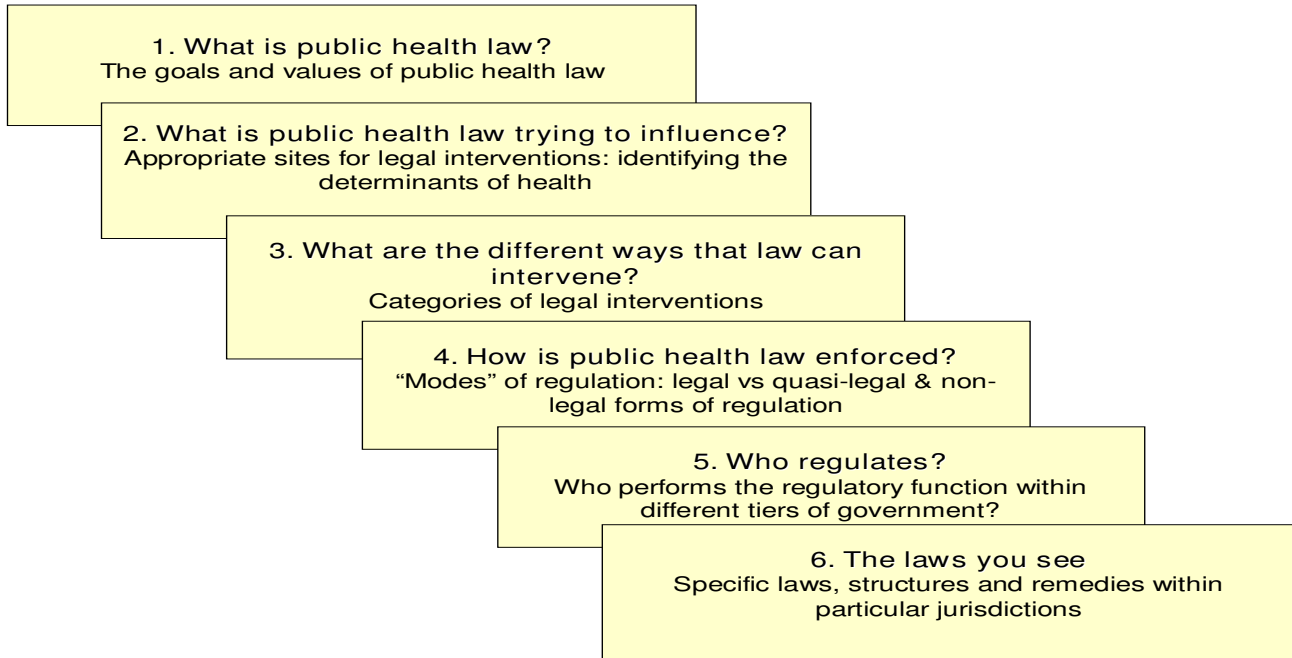 1. What is public health law?
The goals and values of public health law
2. What is public health law trying to influence?
Appropriate sites for legal interventions: identifying the
determinants of health
3. What are the different ways that law can
intervene?
Categories of legal interventions
4. How is public health law enforced?
“Modes” of regulation: legal vs quasi-legal & non-
legal forms of regulation
5. Who regulates?
Who performs the regulatory function within
different tiers of government?
6. The laws you see
Specific laws, structures and remedies within
particular jurisdictions